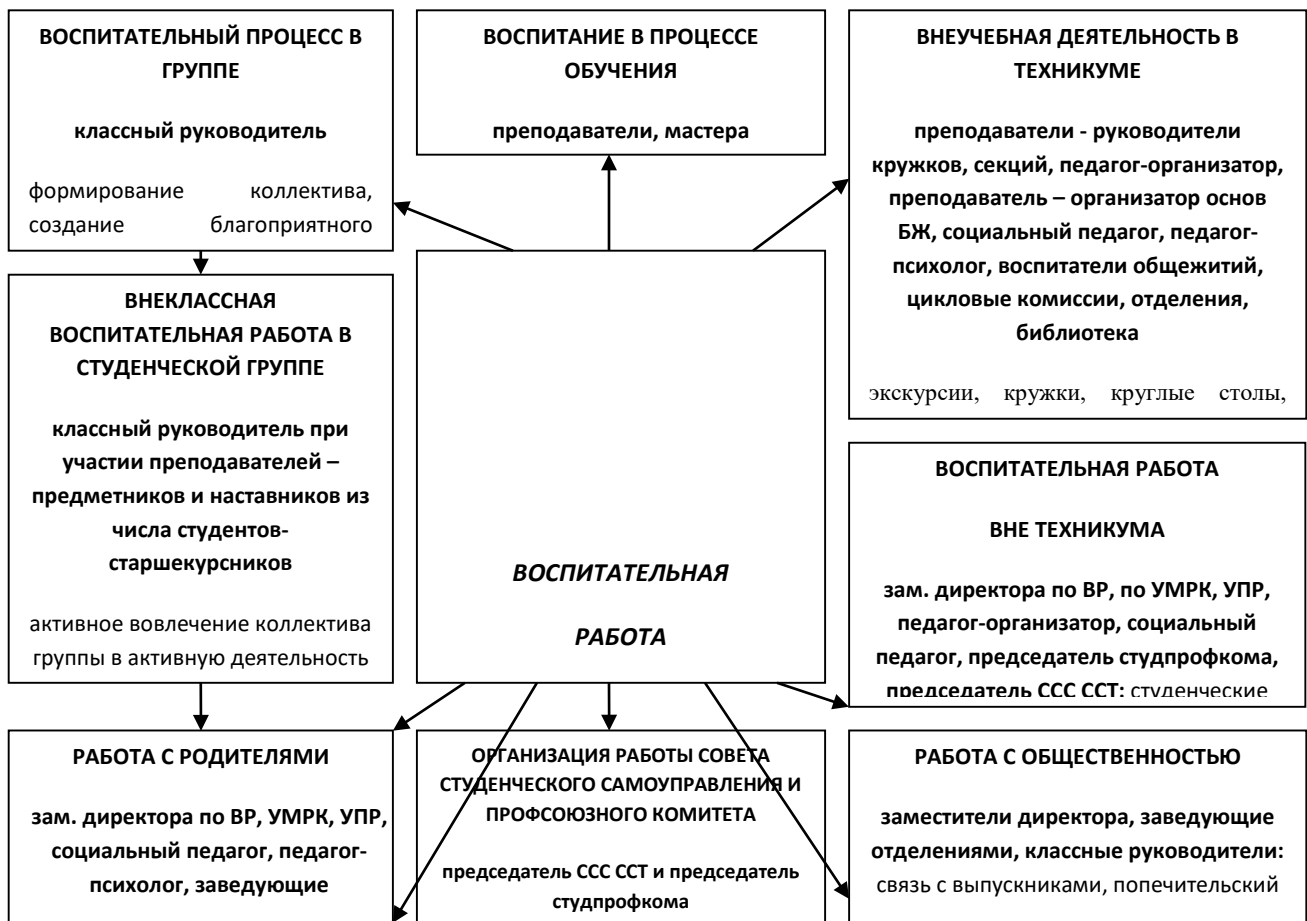 ВОСПИТАТЕЛЬНЫЙ ПРОЦЕСС В
ГРУППЕ
классный руководитель
формирование коллектива,
создание благоприятного
ВОСПИТАНИЕ В ПРОЦЕССЕ
ОБУЧЕНИЯ
преподаватели, мастера
ВНЕУЧЕБНАЯ ДЕЯТЕЛЬНОСТЬ В
ТЕХНИКУМЕ
преподаватели - руководители
кружков, секций, педагог-организатор,
преподаватель – организатор основ
БЖ, социальный педагог, педагог-
психолог, воспитатели общежитий,
цикловые комиссии, отделения,
библиотека
экскурсии, кружки, круглые столы,
ВНЕКЛАССНАЯ
ВОСПИТАТЕЛЬНАЯ РАБОТА В
СТУДЕНЧЕСКОЙ ГРУППЕ
классный руководитель при
участии преподавателей –
предметников и наставников из
числа студентов-
старшекурсников
активное вовлечение коллектива
группы в активную деятельность
ВОСПИТАТЕЛЬНАЯ
РАБОТА
ВОСПИТАТЕЛЬНАЯ РАБОТА
ВНЕ ТЕХНИКУМА
зам. директора по ВР, по УМРК, УПР,
педагог-организатор, социальный
педагог, председатель студпрофкома,
председатель ССС ССТ: студенческие
РАБОТА С РОДИТЕЛЯМИ
зам. директора по ВР, УМРК, УПР,
социальный педагог, педагог-
психолог, заведующие
ОРГАНИЗАЦИЯ РАБОТЫ СОВЕТА
СТУДЕНЧЕСКОГО САМОУПРАВЛЕНИЯ И
ПРОФСОЮЗНОГО КОМИТЕТА
председатель ССС ССТ и председатель
студпрофкома
РАБОТА С ОБЩЕСТВЕННОСТЬЮ
заместители директора, заведующие
отделениями, классные руководители:
связь с выпускниками, попечительский